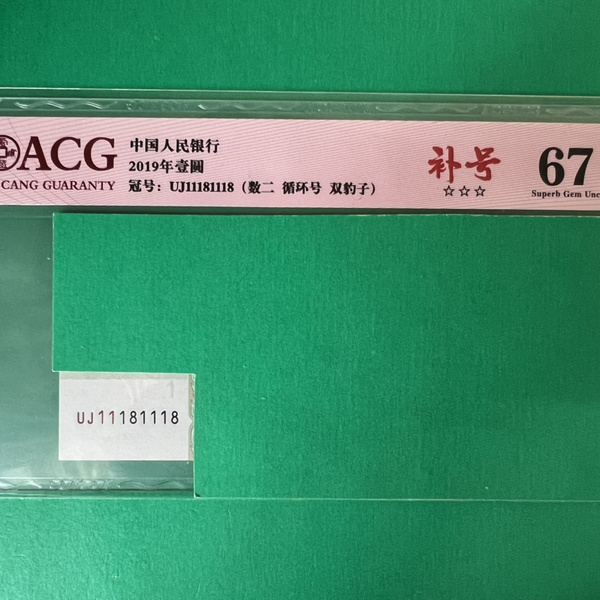 ACG
CANG GUARANTY
中国人民银行
2019年壹圆
冠号：UJ11181118（数二 循环号 双豹子）
补号
☆☆☆
67
Superb Gem Unc
UJ11181118